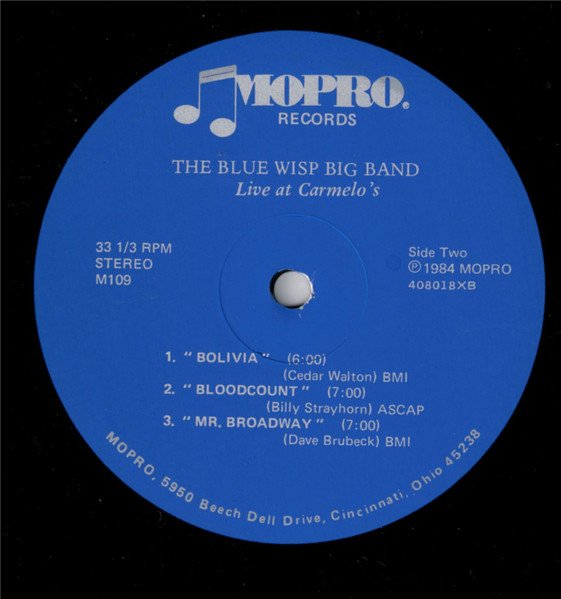 MOPRO.®
RECORDS
THE BLUE WISP BIG BAND
Live at Carmelo's
33 1/3 RPM
STEREO
M109
Side Two
℗ 1984 MOPRO
408018XB
1. "BOLIVIA" (6:00)
(Cedar Walton) BMI
2. "BLOODCOUNT" (7:00)
(Billy Strayhorn) ASCAP
3. "MR. BROADWAY" (7:00)
(Dave Brubeck) BMI
MOPRO, 5950 Beech Dell Drive, Cincinnati, Ohio 45238